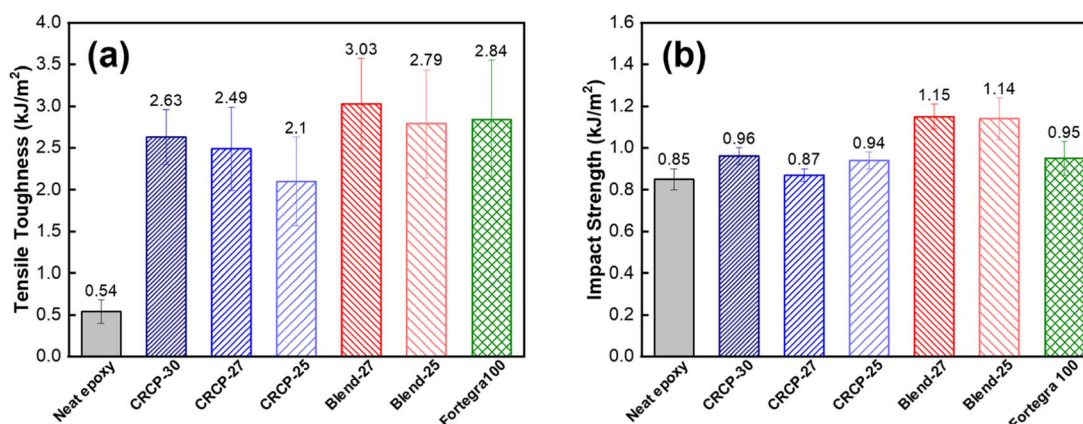 (a)
Tensile Toughness (kJ/m²)
4.0
3.5
3.0
2.5
2.0
1.5
1.0
0.5
0.0
0.54
2.63
2.49
2.1
3.03
2.79
2.84
Neat epoxy
CRCP-30
CRCP-27
CRCP-25
Blend-27
Blend-25
Fortegra100
(b)
Impact Strength (kJ/m²)
1.6
1.4
1.2
1.0
0.8
0.6
0.4
0.2
0.0
0.85
0.96
0.87
0.94
1.15
1.14
0.95
Neat epoxy
CRCP-30
CRCP-27
CRCP-25
Blend-27
Blend-25
Fortegra 100